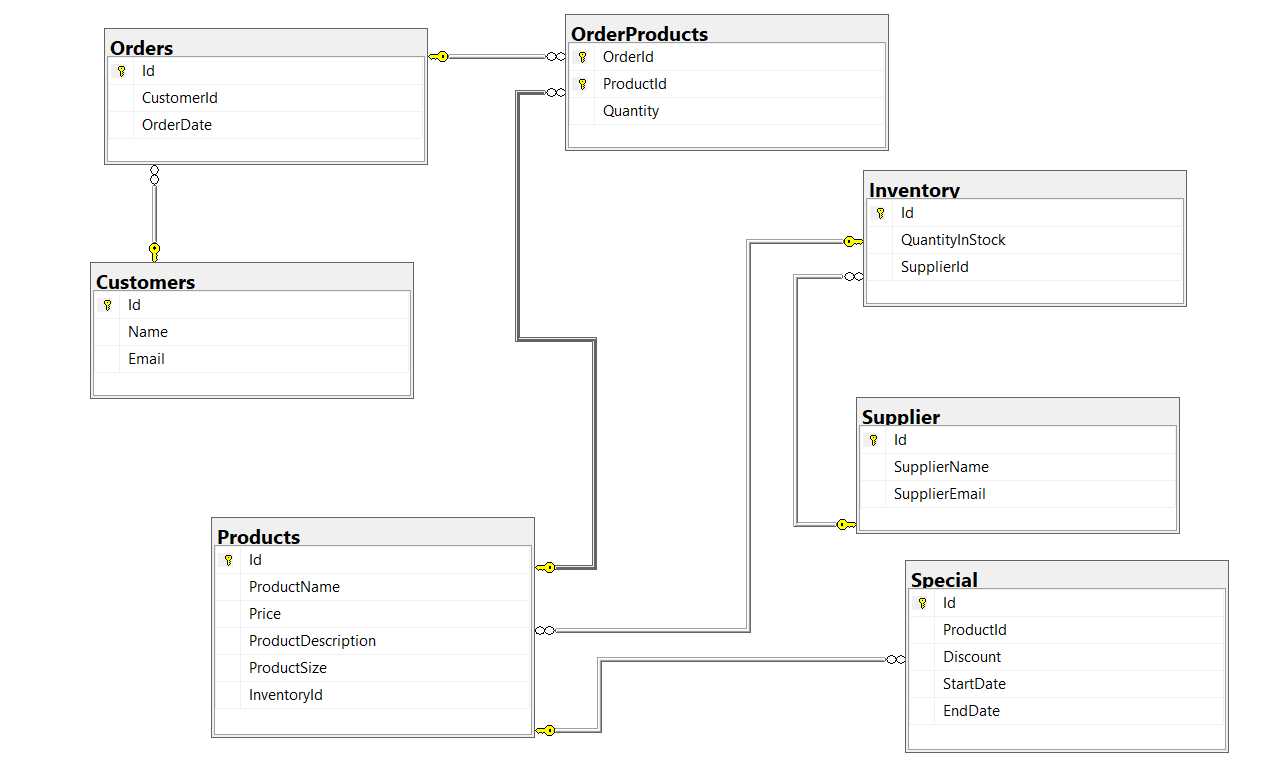 Orders
Id
CustomerId
OrderDate
OrderProducts
OrderId
ProductId
Quantity
Inventory
Id
QuantityInStock
SupplierId
Customers
Id
Name
Email
Supplier
Id
SupplierName
SupplierEmail
Products
Id
ProductName
Price
ProductDescription
ProductSize
InventoryId
Special
Id
ProductId
Discount
StartDate
EndDate